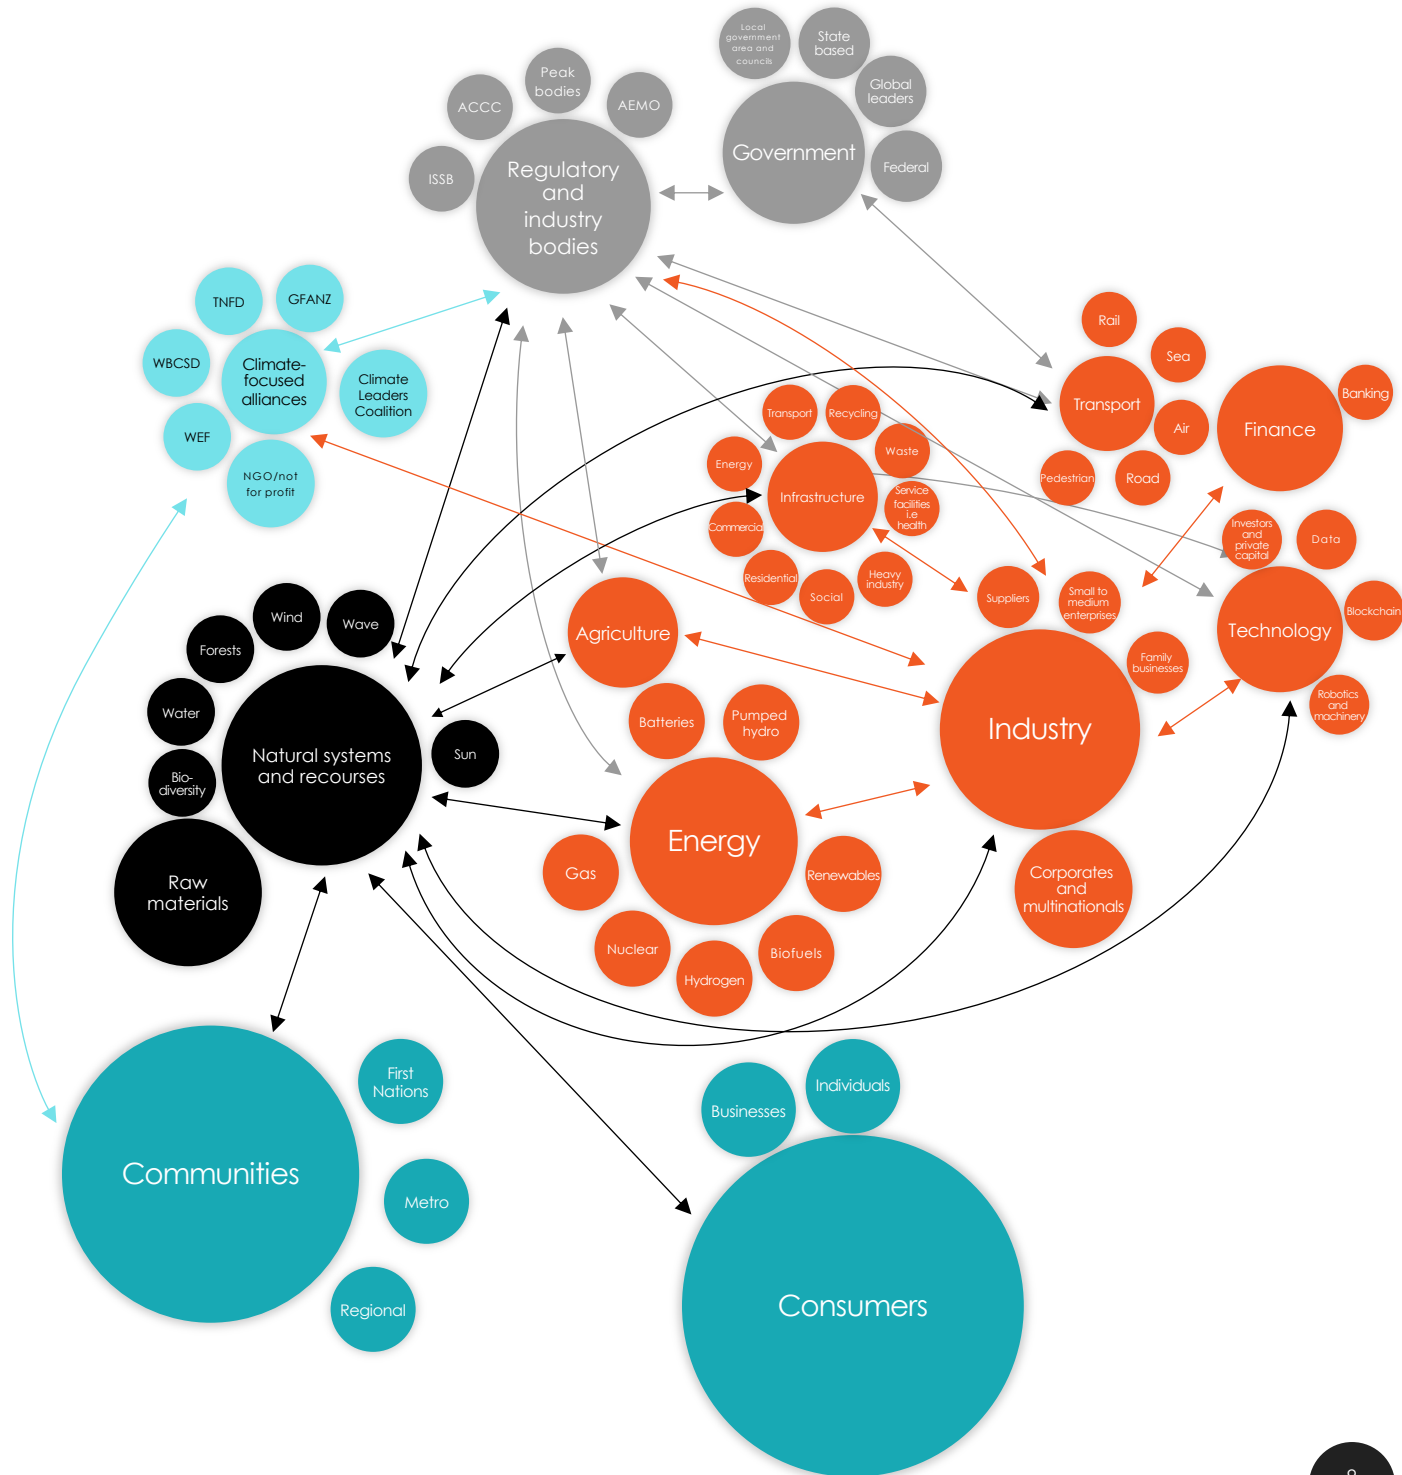 Local
government
area and
councils
State
based
Global
leaders
Federal
Government
Peak
bodies
ACCC
AEMO
ISSB
Regulatory
and
industry
bodies
TNFD
GFANZ
WBCSD
Climate-
focused
alliances
Climate
Leaders
Coalition
WEF
NGO/not
for profit
Rail
Sea
Transport
Air
Road
Pedestrian
Finance
Banking
Transport
Recycling
Waste
Energy
Infrastructure
Service
facilities
i.e
health
Commercial
Residential
Social
Heavy
industry
Investors
and
private
capital
Data
Blockchain
Technology
Robotics
and
machinery
Suppliers
Small to
medium
enterprises
Family
businesses
Industry
Corporates
and
multinationals
Agriculture
Wind
Wave
Forests
Water
Bio-
diversity
Natural systems
and recourses
Sun
Raw
materials
Batteries
Pumped
hydro
Energy
Gas
Renewables
Nuclear
Hydrogen
Biofuels
First
Nations
Communities
Metro
Regional
Businesses
Individuals
Consumers